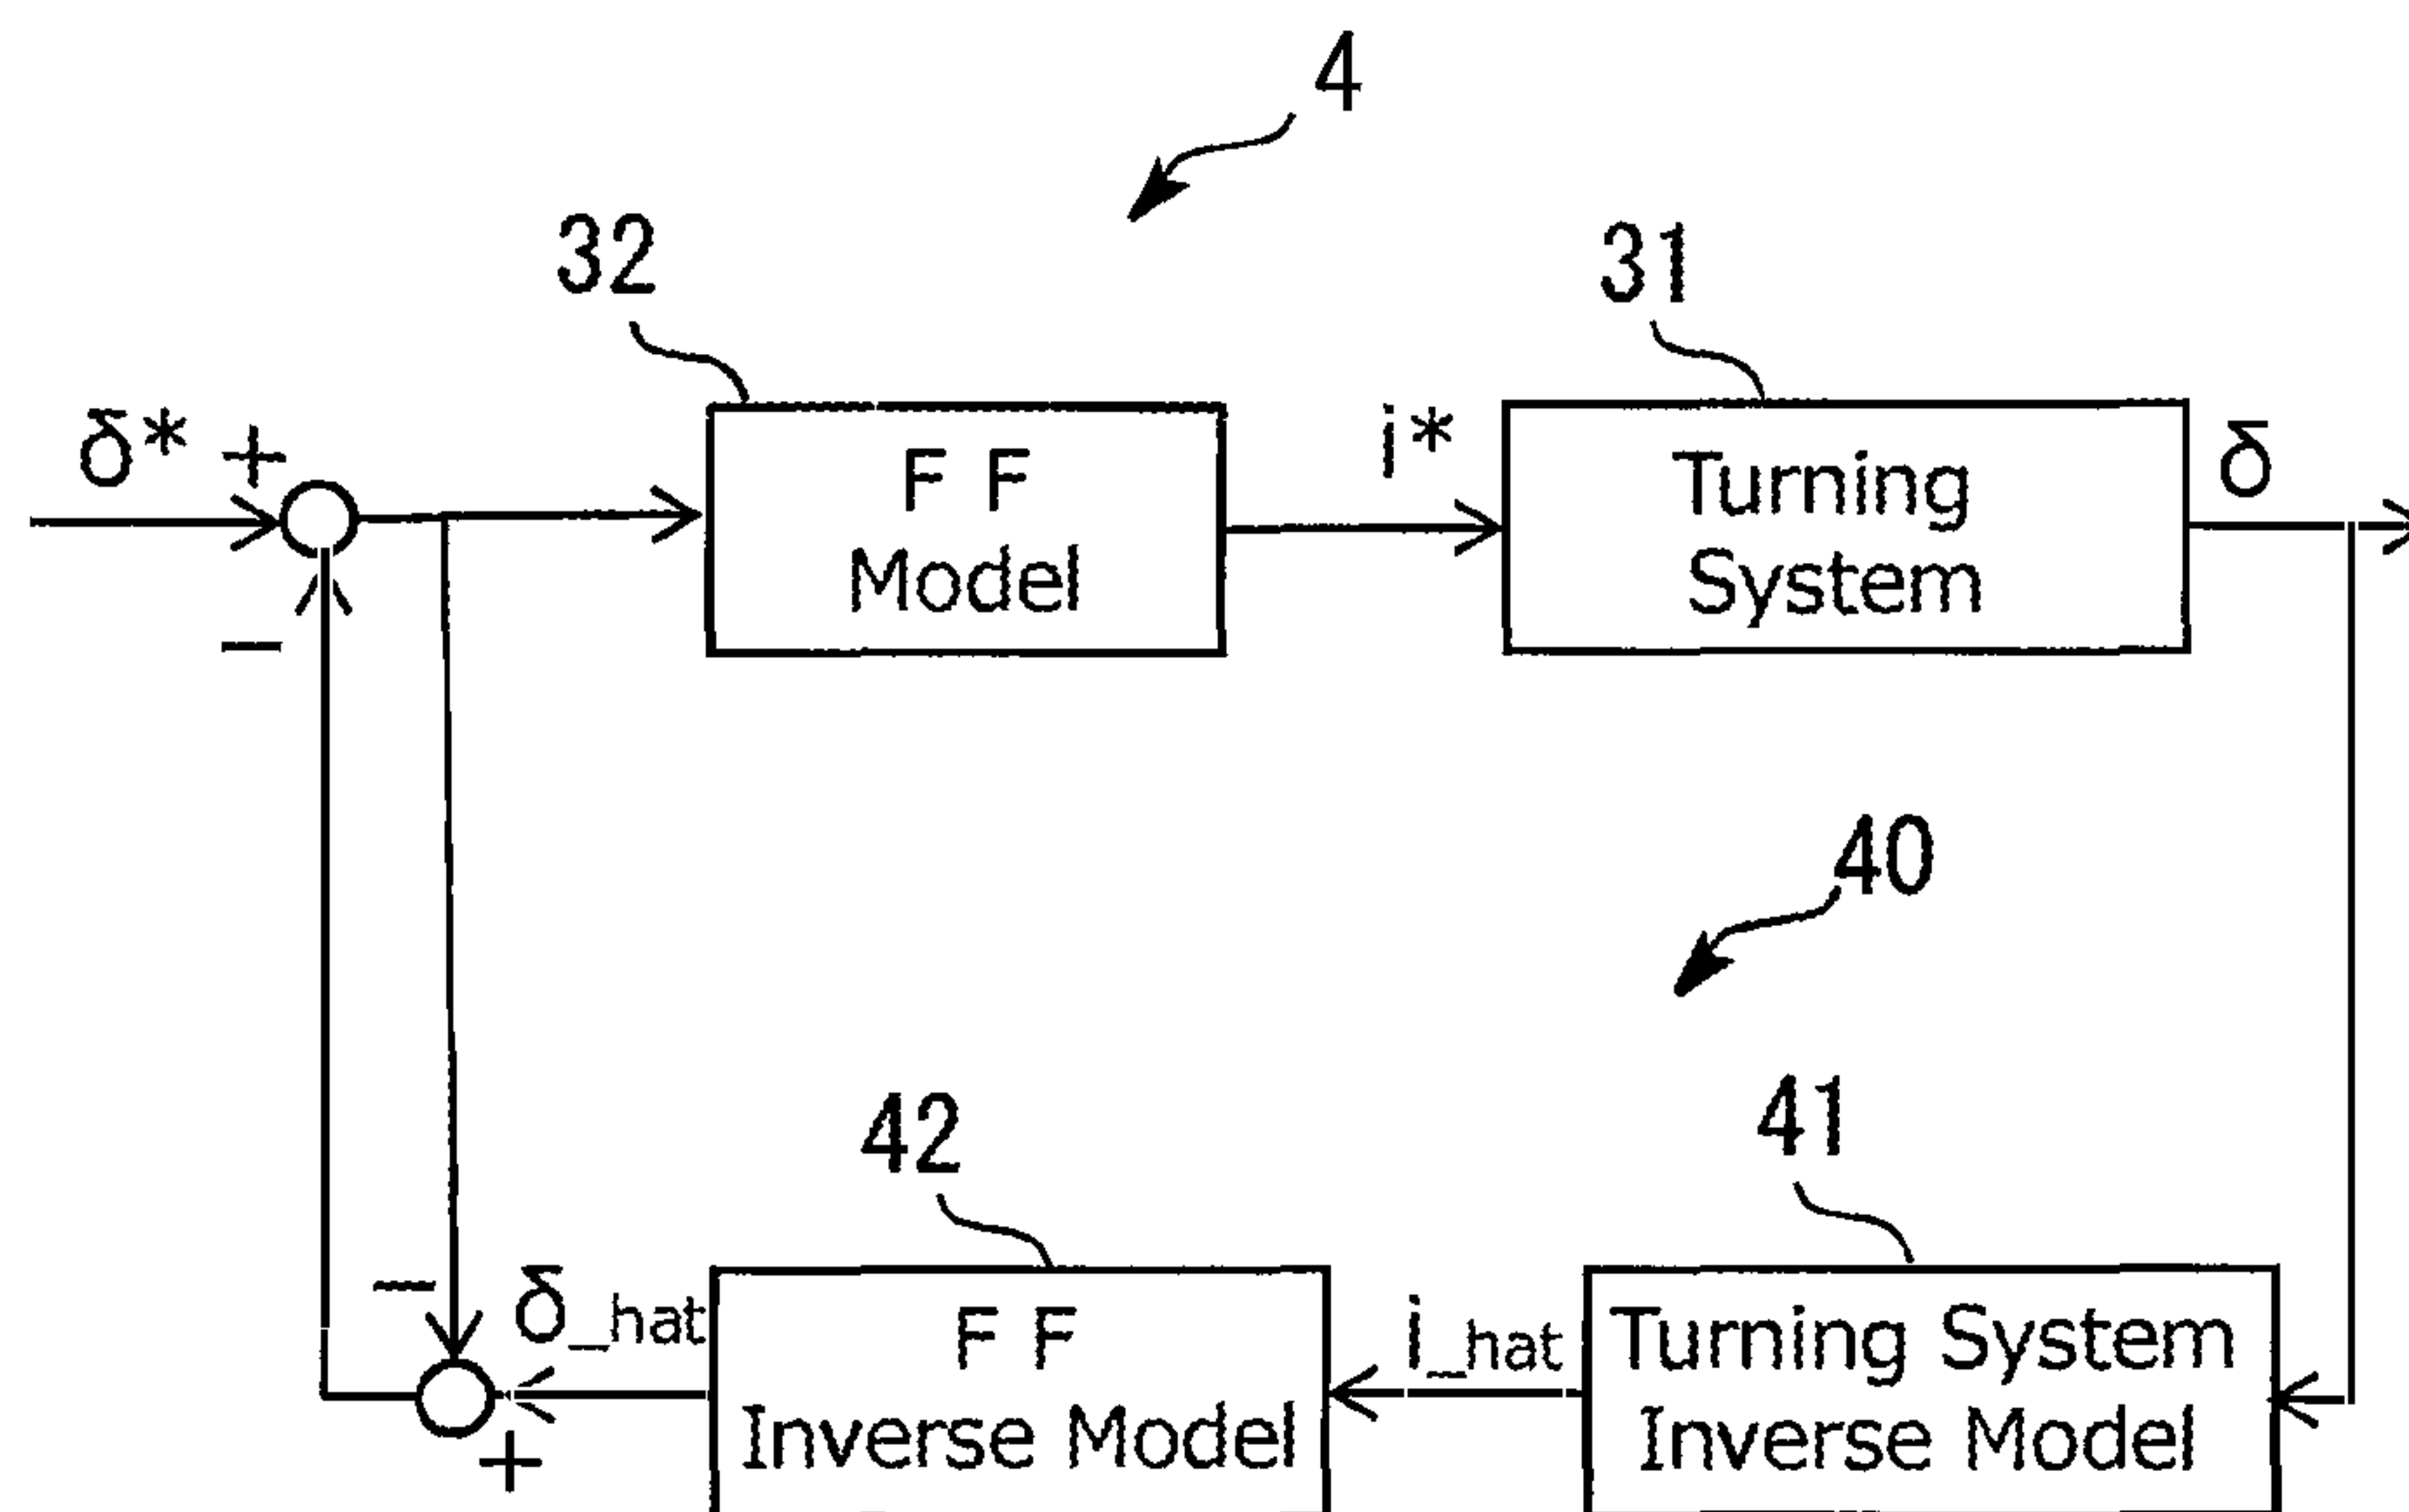 4
32
31
δ* +
i*
δ
F F
Model
Turning
System
−
40
42
41
−
δ_hat
i_hat
F F
Inverse Model
Turning System
Inverse Model
+